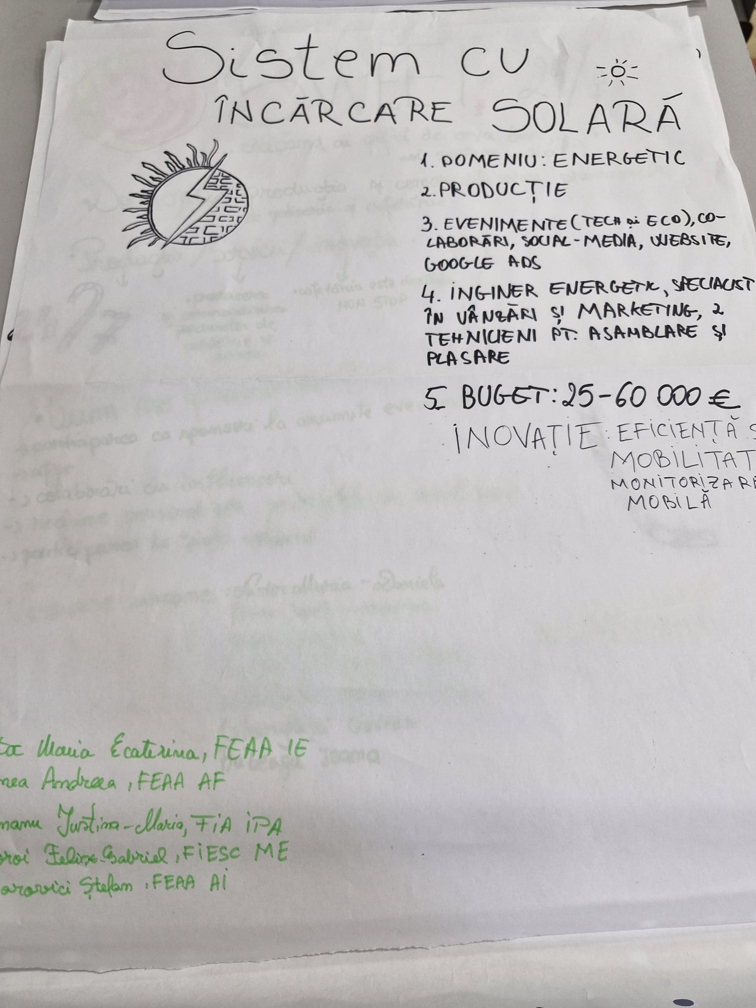 Sistem cu
ÎNCĂRCARE SOLARĂ
1. DOMENIU: ENERGETIC
2. PRODUCȚIE
3. EVENIMENTE (TECH și ECO), CO-
LABORĂRI, SOCIAL-MEDIA, WEBSITE,
GOOGLE ADS
4. INGINER ENERGETIC, SPECIALIST
ÎN VÂNZĂRI ȘI MARKETING, 2
TEHNICIENI PT. ASAMBLARE ȘI
PLASARE
5. BUGET: 25-60 000 €
INOVAȚIE: EFICIENȚĂ
MOBILITAT
MONITORIZARE
MOBILĂ
Maria Ecaterina, FEAA IE
Andreea, FEAA AF
Iustina-Maria, FIA IPA
Felix-Gabriel, FIESC ME
Ștefan, FEAA AI